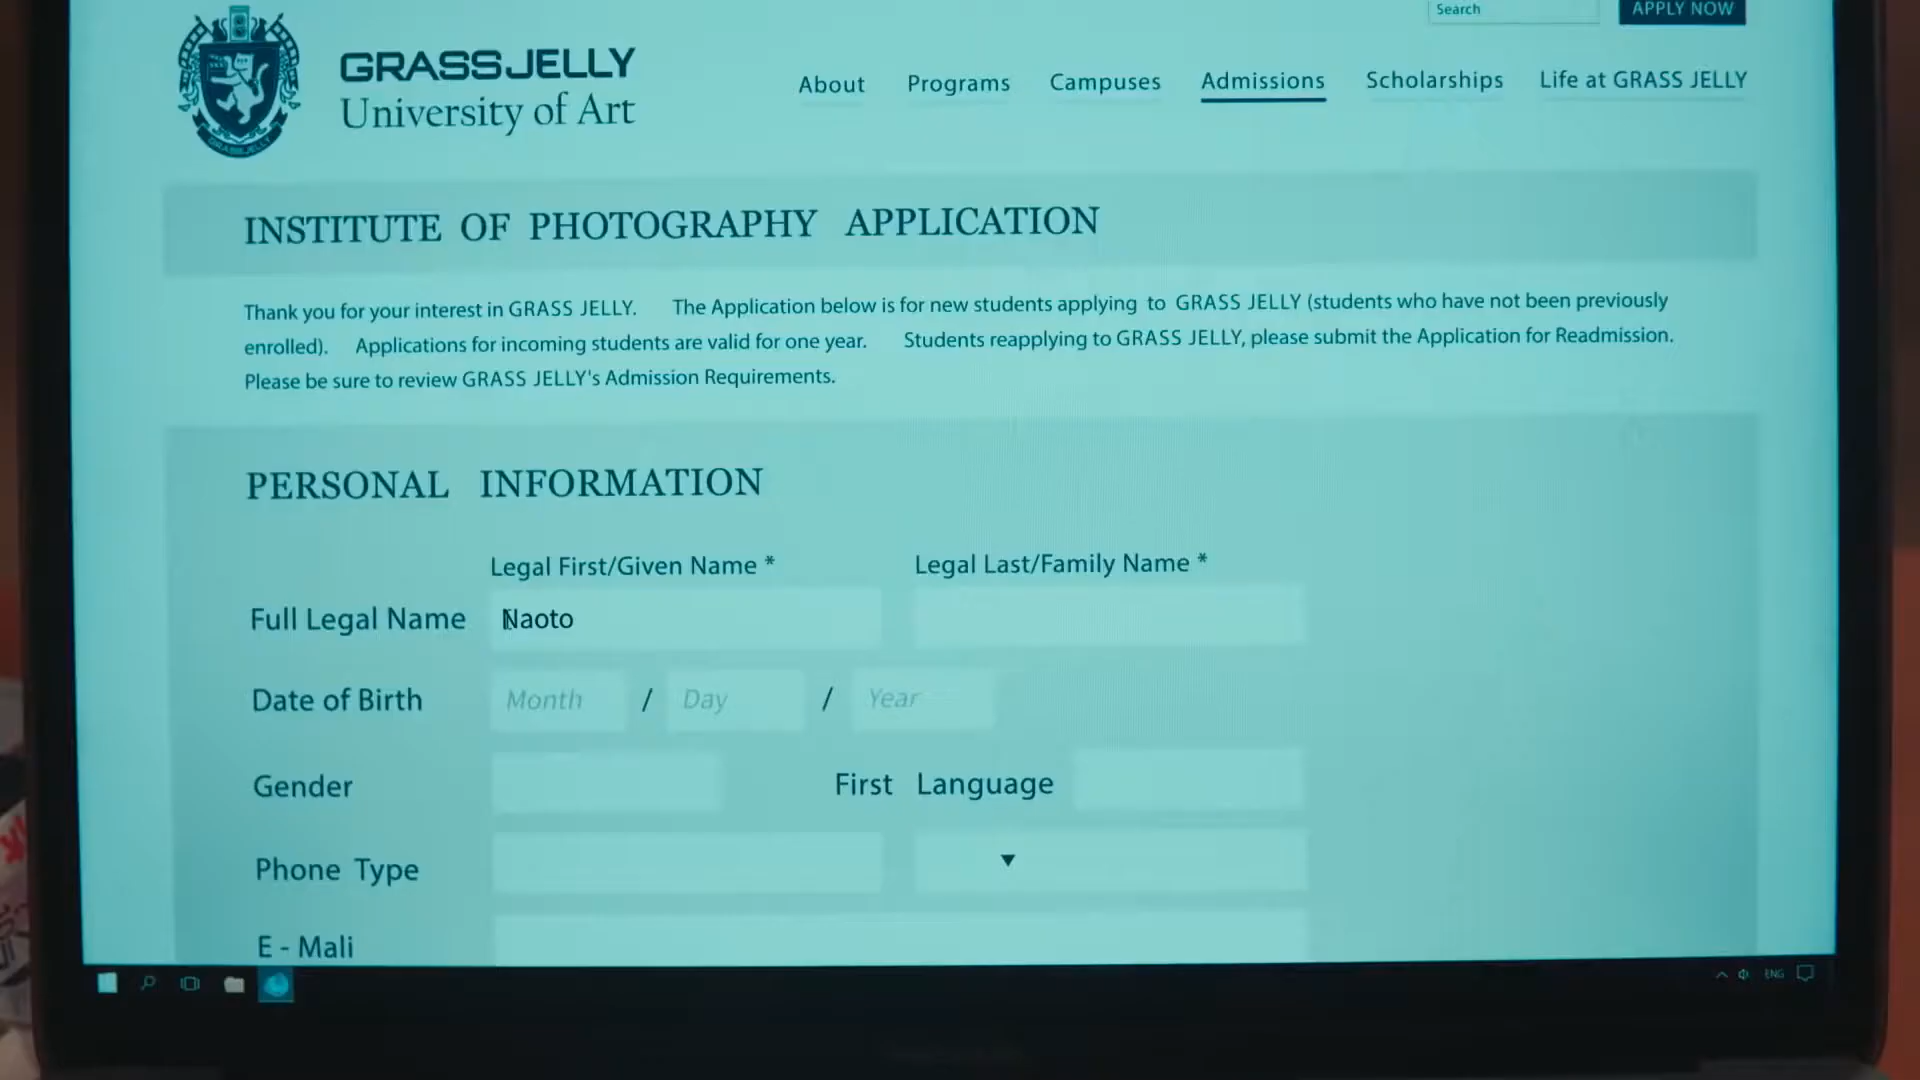 Search
APPLY NOW
GRASSJELLY
University of Art
About Programs Campuses Admissions Scholarships Life at GRASS JELLY
GRASSJELLY
INSTITUTE OF PHOTOGRAPHY APPLICATION
Thank you for your interest in GRASS JELLY. The Application below is for new students applying to GRASS JELLY (students who have not been previously
enrolled). Applications for incoming students are valid for one year. Students reapplying to GRASS JELLY, please submit the Application for Readmission.
Please be sure to review GRASS JELLY's Admission Requirements.
PERSONAL INFORMATION
Legal First/Given Name * Legal Last/Family Name *
Full Legal Name Naoto
Date of Birth Month / Day / Year
Gender First Language
Phone Type
E - Mali
ENG